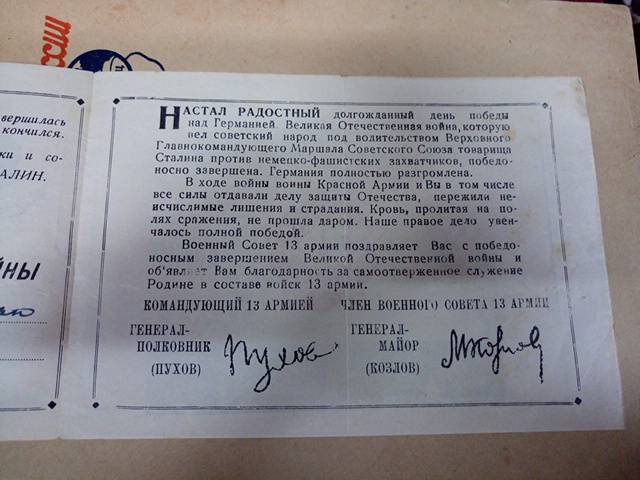 ССИИ
вершилась
кончился.
ки и со-
АЛИН.
ЙНЫ
НАСТАЛ РАДОСТНЫЙ долгожданный день победы
над Германией. Великая Отечественная война, которую
вел советский народ под водительством Верховного
Главнокомандующего Маршала Советского Союза товарища
Сталина против немецко-фашистских захватчиков, победо-
носно завершена. Германия полностью разгромлена.
В ходе войны воины Красной Армии и Вы в том числе
все силы отдавали делу защиты Отечества, пережили не-
исчислимые лишения и страдания. Кровь, пролитая на по-
лях сражения, не прошла даром. Наше правое дело увен-
чалось полной победой.
Военный Совет 13 армии поздравляет Вас с победо-
носным завершением Великой Отечественной войны и
об'являет Вам благодарность за самоотверженное служение
Родине в составе войск 13 армии.
КОМАНДУЮЩИЙ 13 АРМИЕЙ
ЧЛЕН ВОЕННОГО СОВЕТА 13 АРМИИ
ГЕНЕРАЛ-
ПОЛКОВНИК
(ПУХОВ)
Пухов
ГЕНЕРАЛ-
МАЙОР
(КОЗЛОВ)
МКозлов